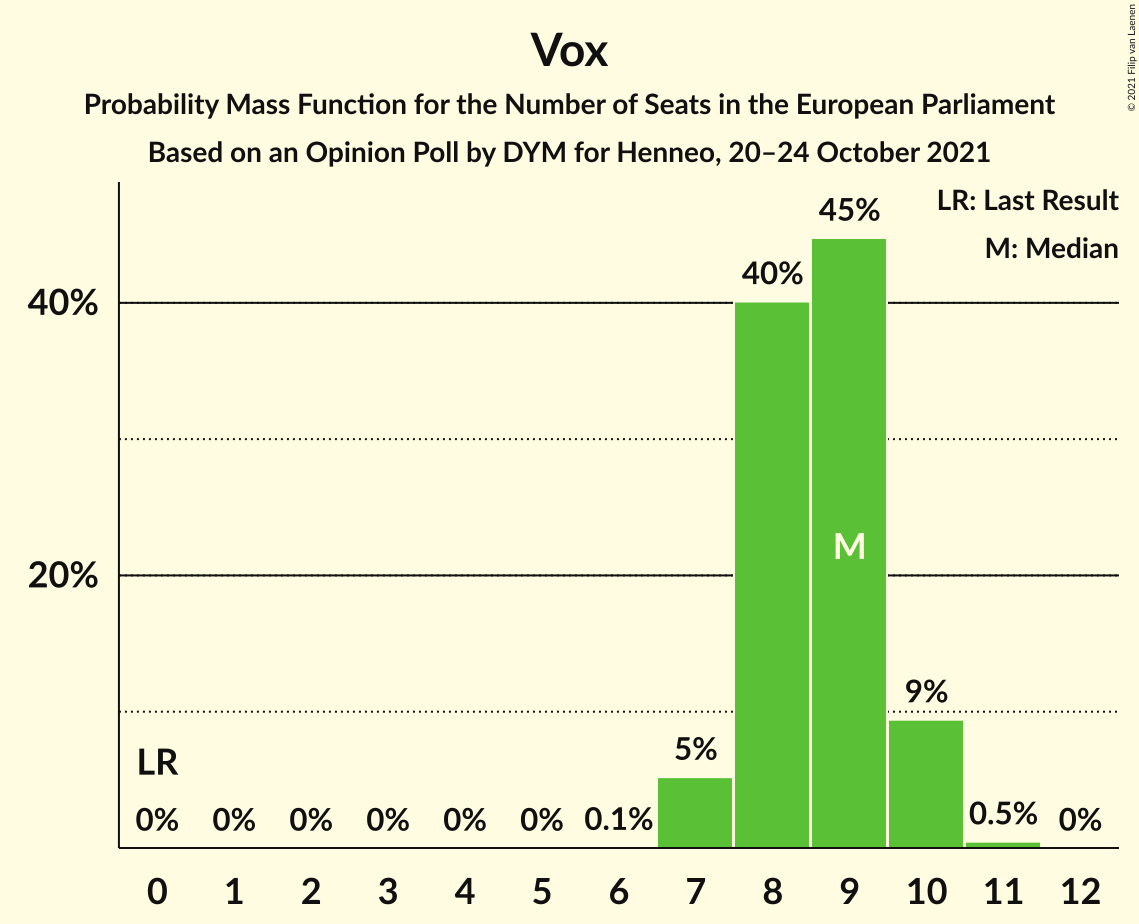 Vox
Probability Mass Function for the Number of Seats in the European Parliament
Based on an Opinion Poll by DYM for Henneo, 20–24 October 2021
© 2021 Filip van Laenen
LR: Last Result
M: Median
45%
40%
40%
M
20%
9%
5%
LR
0% 0% 0% 0% 0% 0% 0.1% 0.5% 0%
0 1 2 3 4 5 6 7 8 9 10 11 12